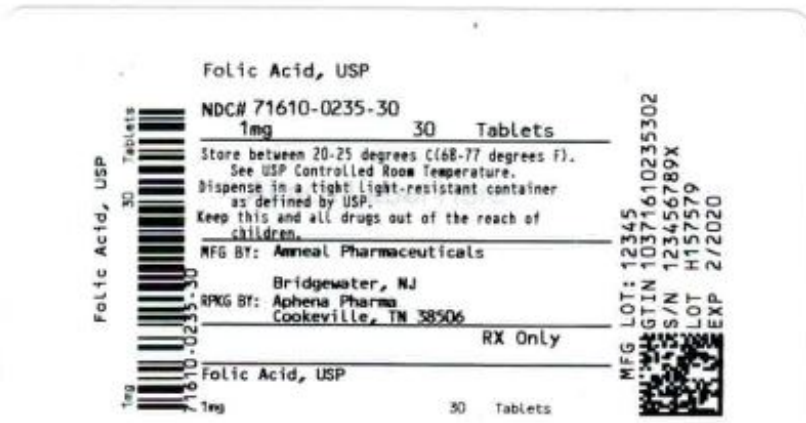 Folic Acid, USP
NDC# 71610-0235-30
1mg 30 Tablets
Store between 20-25 degrees C(68-77 degrees F).
See USP Controlled Room Temperature.
Dispense in a tight light-resistant container
as defined by USP.
Keep this and all drugs out of the reach of
children.
MFG BY: Amneal Pharmaceuticals
Bridgewater, NJ
RPKG BY: Aphena Pharma
Cookeville, TN 38506
RX Only
Folic Acid, USP
1mg 30 Tablets
Folic Acid, USP
1mg 30 Tablets
71610-0235-30
MFG LOT: 12345
GTIN 10371610235302
S/N 123456789X
LOT H157579
EXP 2/2020